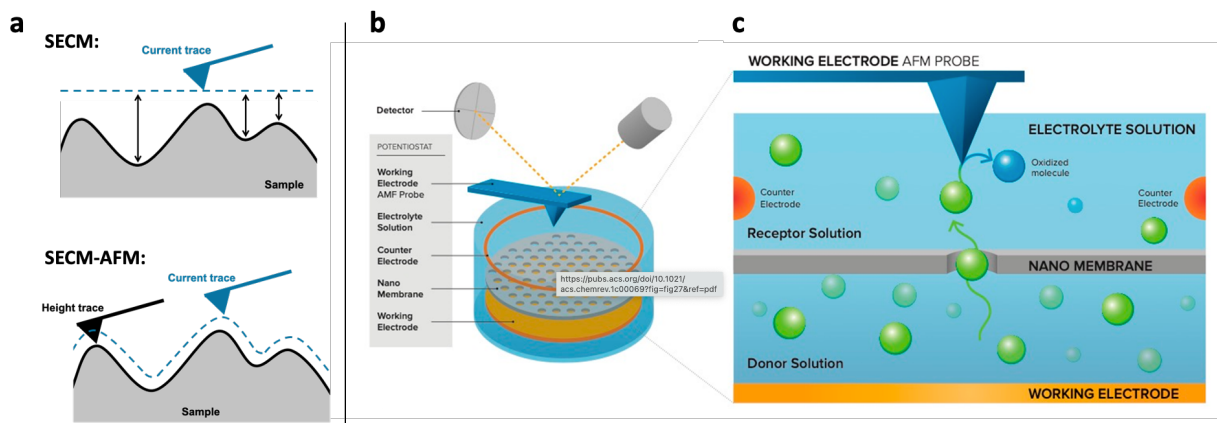 a
SECM:
Current trace
Sample
SECM-AFM:
Current trace
Height trace
Sample
b
Detector
POTENTIOSTAT
Working
Electrode
AMF Probe
Electrolyte
Solution
Counter
Electrode
Nano
Membrane
Working
Electrode
https://pubs.acs.org/doi/10.1021/
acs.chemrev.1c00069?fig=fig27&ref=pdf
c
WORKING ELECTRODE AFM PROBE
ELECTROLYTE SOLUTION
Oxidized
molecule
Counter
Electrode
Counter
Electrode
Receptor Solution
NANO MEMBRANE
Donor Solution
WORKING ELECTRODE